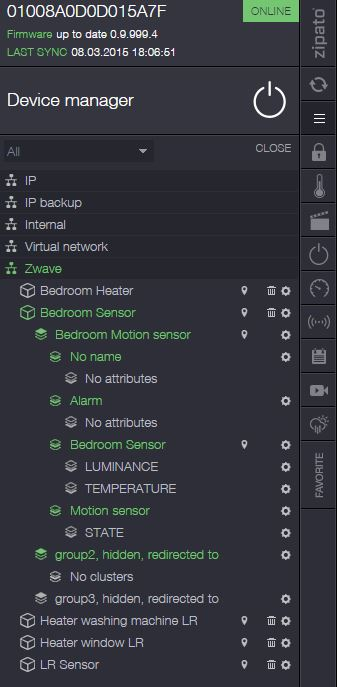 01008A0D0D015A7F
ONLINE
Firmware up to date 0.9.999.4
LAST SYNC 08.03.2015 18:06:51
zipato
Device manager
All
CLOSE
IP
IP backup
Internal
Virtual network
Zwave
Bedroom Heater
Bedroom Sensor
Bedroom Motion sensor
No name
No attributes
Alarm
No attributes
Bedroom Sensor
LUMINANCE
TEMPERATURE
Motion sensor
STATE
group2, hidden, redirected to
No clusters
group3, hidden, redirected to
Heater washing machine LR
Heater window LR
LR Sensor
FAVORITE